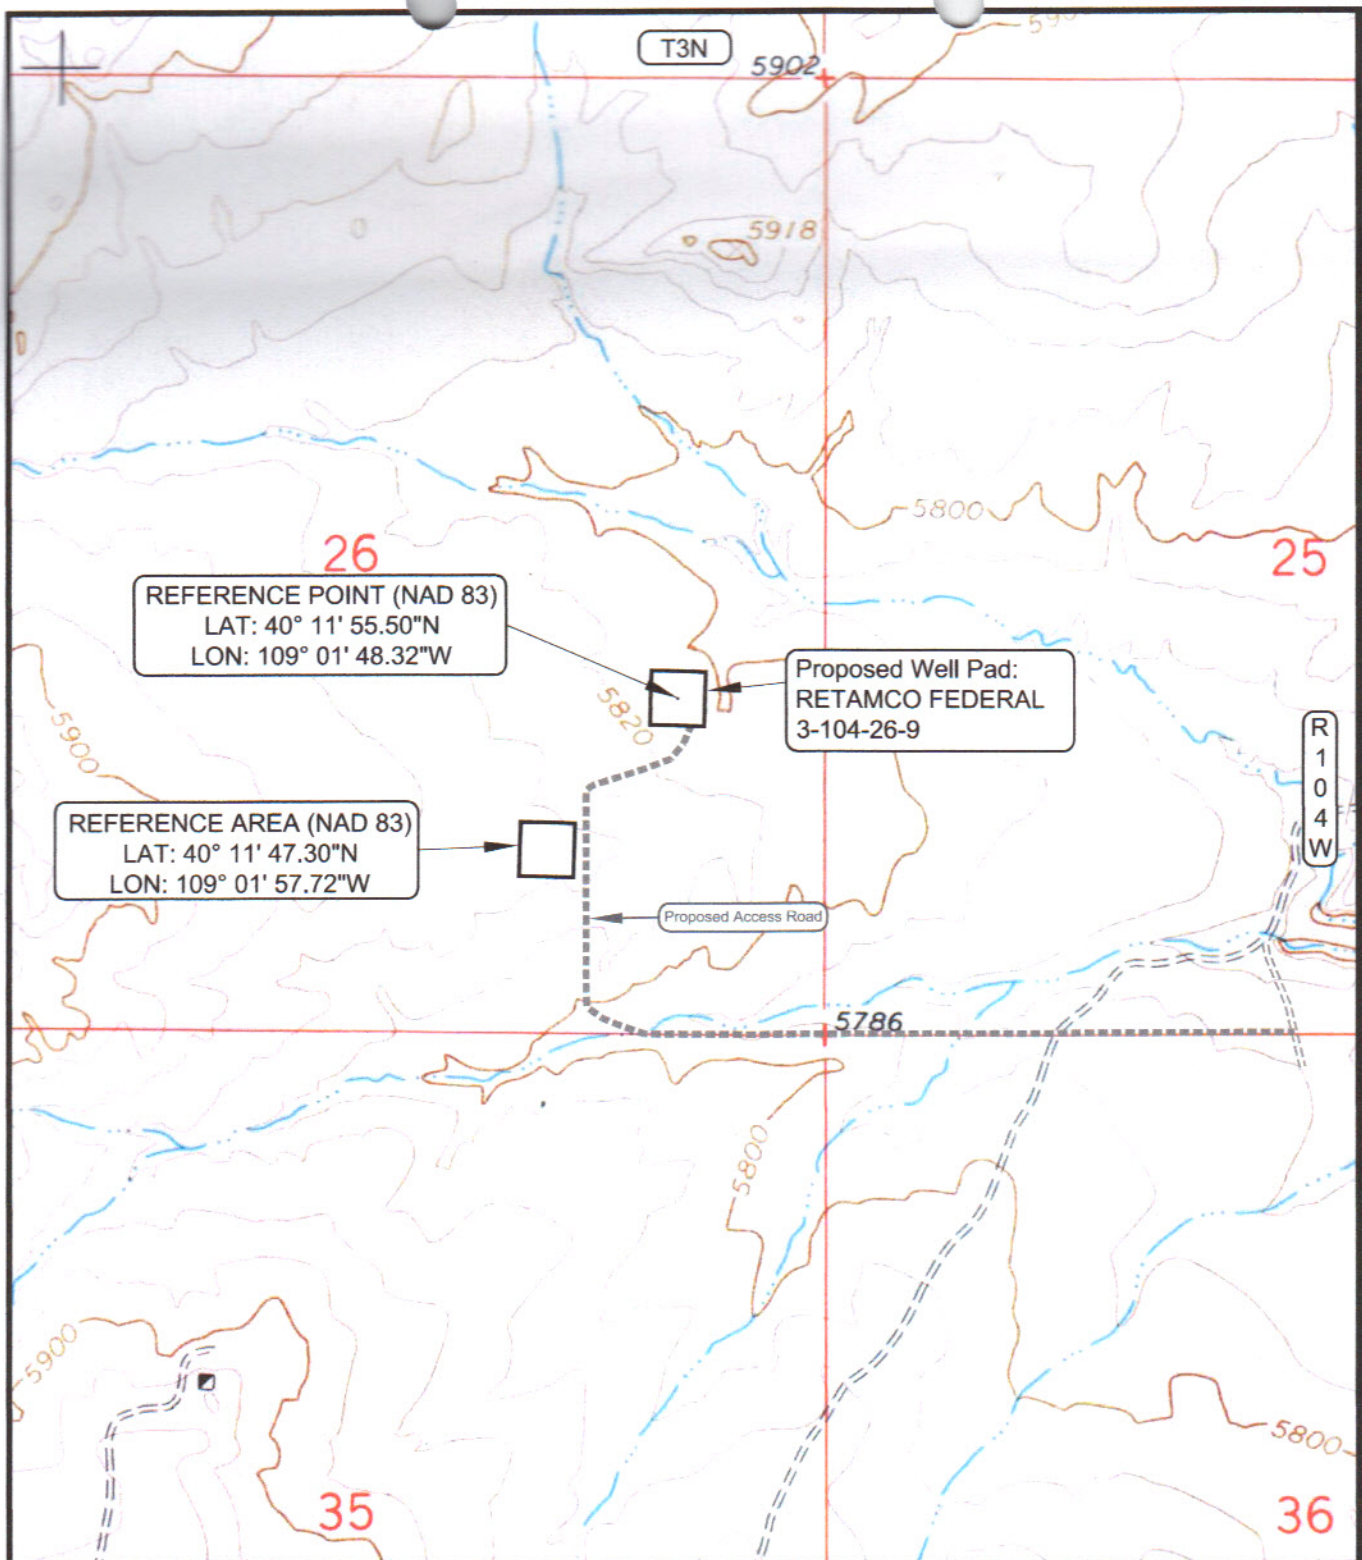 T3N
5902
5918
5800
26
25
REFERENCE POINT (NAD 83)
LAT: 40° 11' 55.50"N
LON: 109° 01' 48.32"W
Proposed Well Pad:
RETAMCO FEDERAL
3-104-26-9
5820
5900
R
1
0
4
W
REFERENCE AREA (NAD 83)
LAT: 40° 11' 47.30"N
LON: 109° 01' 57.72"W
Proposed Access Road
5786
5800
5900
5800
35
36